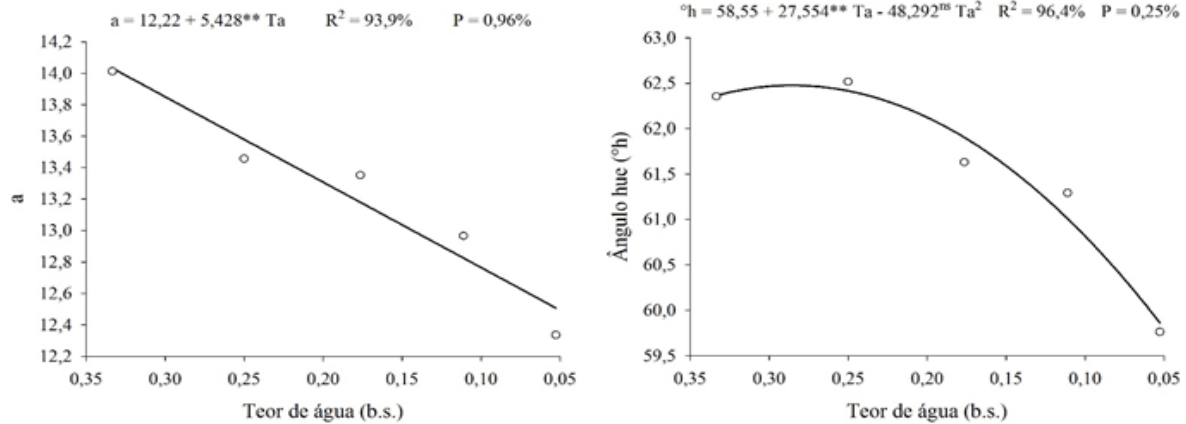 a = 12,22 + 5,428** Ta R² = 93,9% P = 0,96%
14,2
14,0
13,8
13,6
13,4
13,2
13,0
12,8
12,6
12,4
12,2
a
0,35 0,30 0,25 0,20 0,15 0,10 0,05
Teor de água (b.s.)
°h = 58,55 + 27,554** Ta - 48,292ⁿˢ Ta² R² = 96,4% P = 0,25%
63,0
62,5
62,0
61,5
61,0
60,5
60,0
59,5
Ângulo hue (°h)
0,35 0,30 0,25 0,20 0,15 0,10 0,05
Teor de água (b.s.)